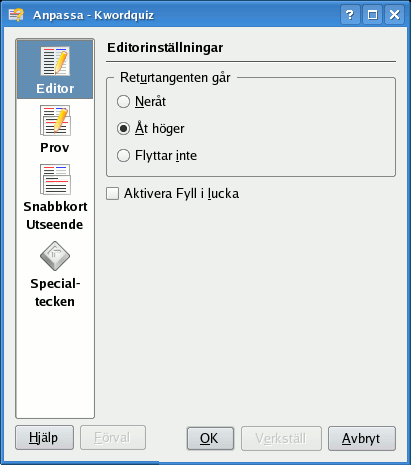 Anpassa - Kwordquiz
Editor
Prov
Snabbkort
Utseende
Special-
tecken
Editorinställningar
Returtangenten går
Neråt
Åt höger
Flyttar inte
Aktivera Fyll i lucka
Hjälp
Förval
OK
Verkställ
Avbryt